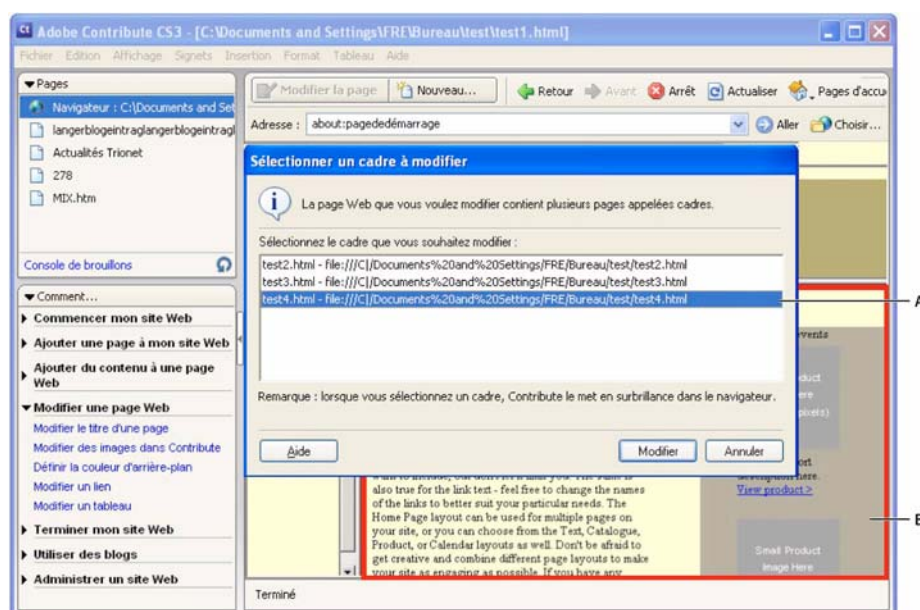 Adobe Contribute CS3 - [C:\Documents and Settings\FRE\Bureau\test\test1.html]
Fichier Edition Affichage Signets Insertion Format Tableau Aide
Pages
Navigateur : C:\Documents and Set
langerblogeintraglangerblogeintragl
Actualités Trionet
278
MIX.htm
Console de brouillons
Modifier la page Nouveau... Retour Avant Arrêt Actualiser Pages d'accu
Adresse : about:pagededémarrage Aller Choisir...
Sélectionner un cadre à modifier
La page Web que vous voulez modifier contient plusieurs pages appelées cadres.
Sélectionnez le cadre que vous souhaitez modifier :
test2.html - file:///C|/Documents%20and%20Settings/FRE/Bureau/test/test2.html
test3.html - file:///C|/Documents%20and%20Settings/FRE/Bureau/test/test3.html
test4.html - file:///C|/Documents%20and%20Settings/FRE/Bureau/test/test4.html
A
Remarque : lorsque vous sélectionnez un cadre, Contribute le met en surbrillance dans le navigateur.
Aide Modifier Annuler
Comment...
Commencer mon site Web
Ajouter une page à mon site Web
Ajouter du contenu à une page
Web
Modifier une page Web
Modifier le titre d'une page
Modifier des images dans Contribute
Définir la couleur d'arrière-plan
Modifier un lien
Modifier un tableau
Terminer mon site Web
Utiliser des blogs
Administrer un site Web
also true for the link text - feel free to change the names
of the links to better suit your particular needs. The
Home Page layout can be used for multiple pages on
your site, or you can choose from the Text, Catalogue,
Product, or Calendar layouts as well. Don't be afraid to
get creative and combine different page layouts to make
your site as engaging as possible. If you have any
vents
duct
ere
pixels)
ort
description here.
View product >
B
Small Product
Image Here
Terminé